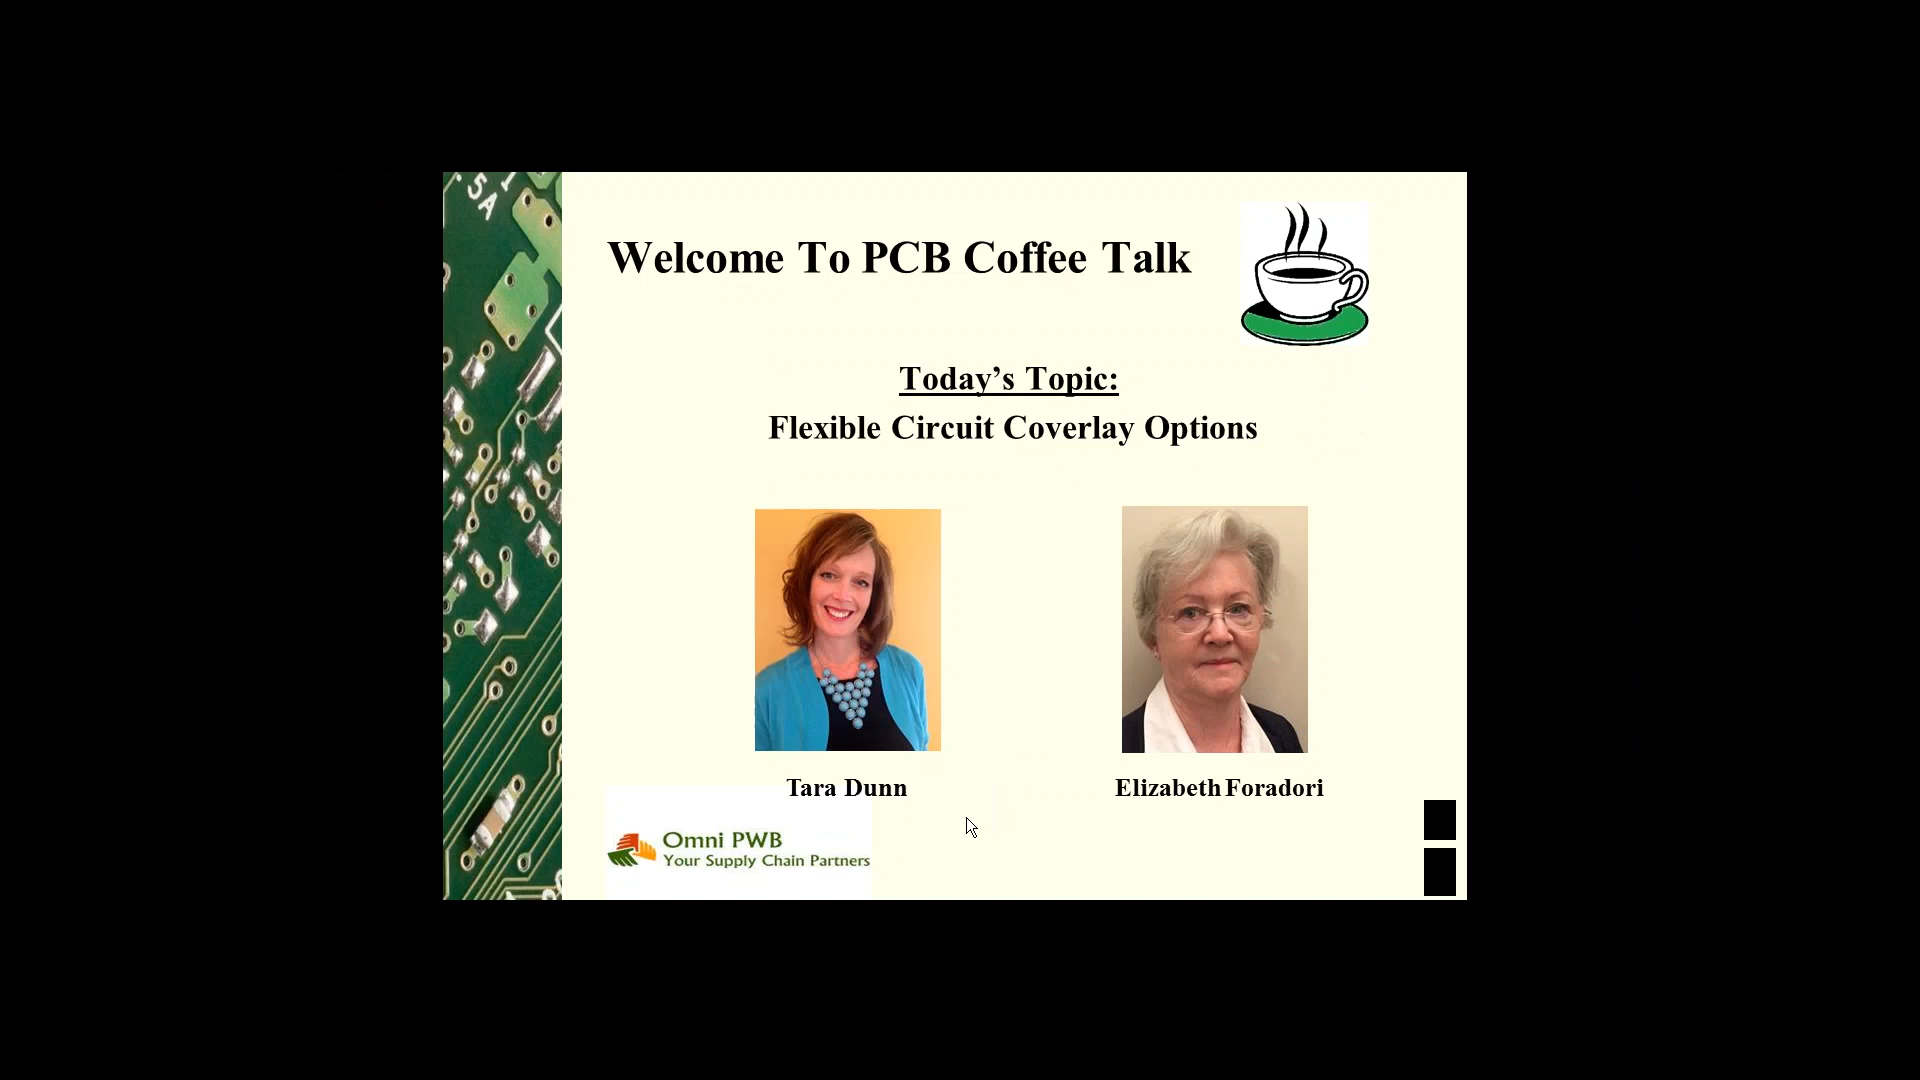 .5A
Welcome To PCB Coffee Talk
Today’s Topic:
Flexible Circuit Coverlay Options
Tara Dunn
Elizabeth Foradori
Omni PWB
Your Supply Chain Partners